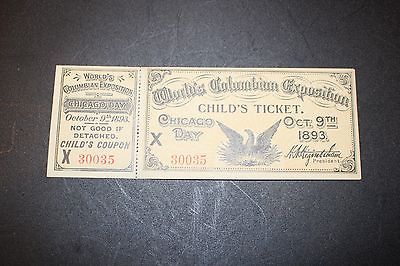 WORLD'S
COLUMBIAN EXPOSITION
CHICAGO DAY
October 9th 1893.
NOT GOOD IF
DETACHED.
CHILD'S COUPON
X 30035
World's Columbian Exposition
CHILD'S TICKET.
CHICAGO DAY
OCT. 9TH 1893.
X 30035
President.